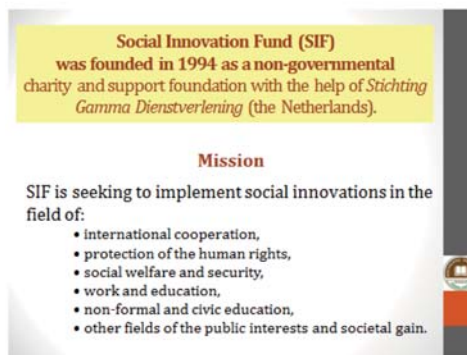 Social Innovation Fund (SIF)
was founded in 1994 as a non-governmental
charity and support foundation with the help of Stichting
Gamma Dienstverlening (the Netherlands).
Mission
SIF is seeking to implement social innovations in the
field of:
• international cooperation,
• protection of the human rights,
• social welfare and security,
• work and education,
• non-formal and civic education,
• other fields of the public interests and societal gain.